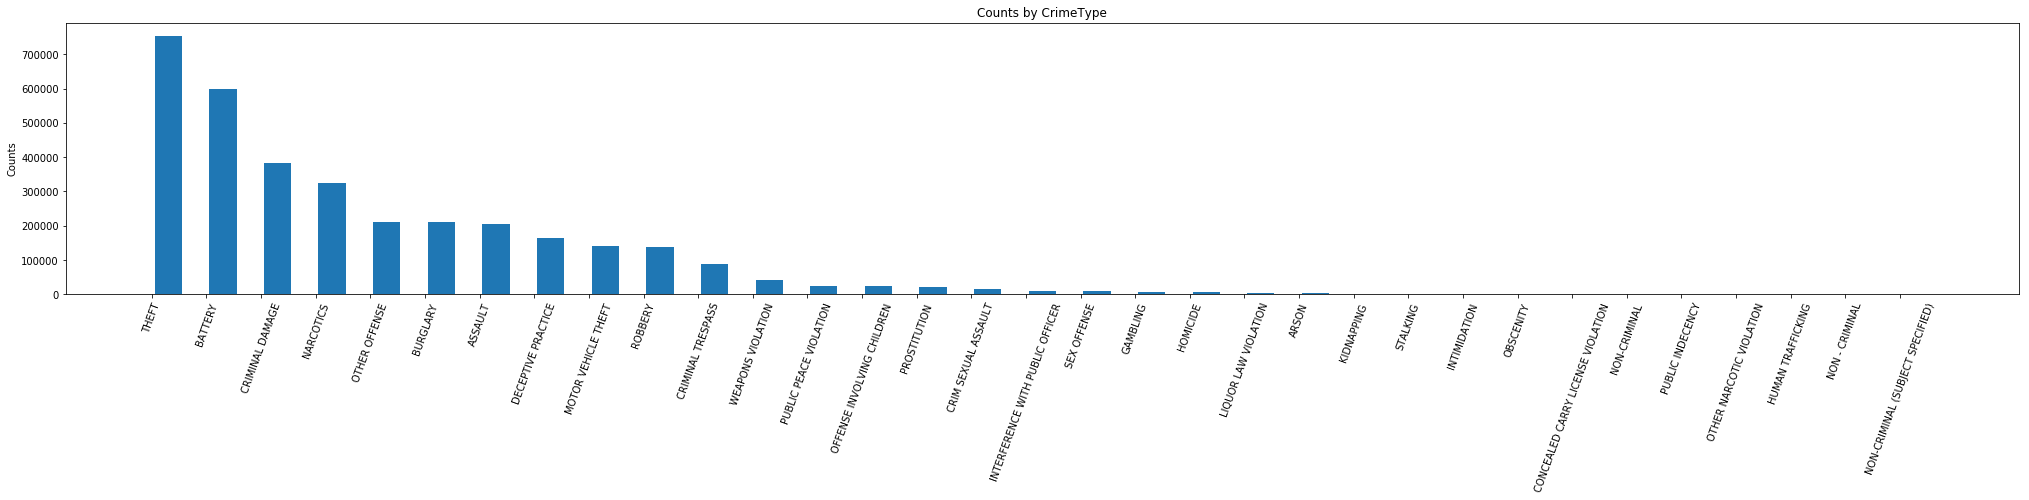 Counts by CrimeType
Counts
700000
600000
500000
400000
300000
200000
100000
0
THEFT
BATTERY
CRIMINAL DAMAGE
NARCOTICS
OTHER OFFENSE
BURGLARY
ASSAULT
DECEPTIVE PRACTICE
MOTOR VEHICLE THEFT
ROBBERY
CRIMINAL TRESPASS
WEAPONS VIOLATION
PUBLIC PEACE VIOLATION
OFFENSE INVOLVING CHILDREN
PROSTITUTION
CRIM SEXUAL ASSAULT
INTERFERENCE WITH PUBLIC OFFICER
SEX OFFENSE
GAMBLING
HOMICIDE
LIQUOR LAW VIOLATION
ARSON
KIDNAPPING
STALKING
INTIMIDATION
OBSCENITY
CONCEALED CARRY LICENSE VIOLATION
NON-CRIMINAL
PUBLIC INDECENCY
OTHER NARCOTIC VIOLATION
HUMAN TRAFFICKING
NON - CRIMINAL
NON-CRIMINAL (SUBJECT SPECIFIED)